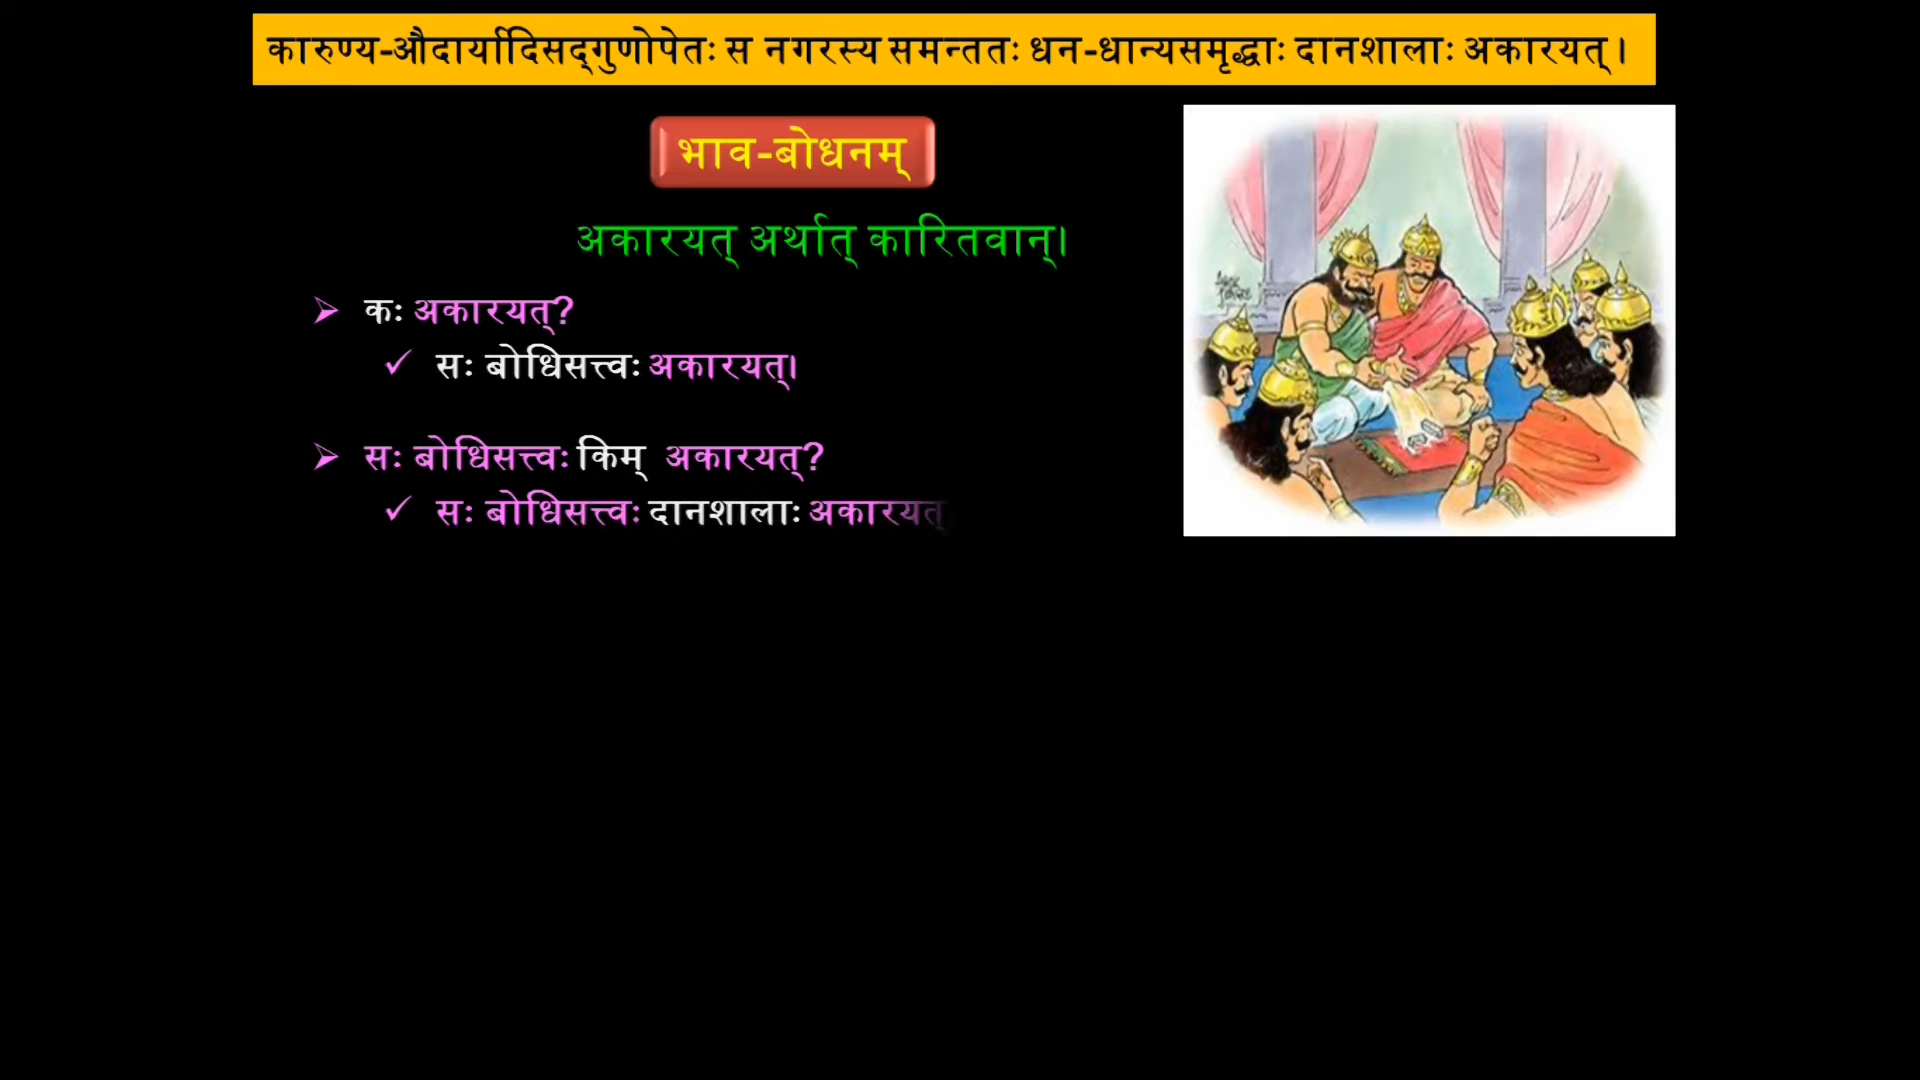 कारुण्य-औदार्यादिसद्‌गुणोपेतः स नगरस्य समन्ततः धन-धान्यसमृद्धाः दानशालाः अकारयत् ।
भाव-बोधनम्
अकारयत् अर्थात् कारितवान्।
कः अकारयत्?
सः बोधिसत्त्वः अकारयत्।
सः बोधिसत्त्वः किम् अकारयत्?
सः बोधिसत्त्वः दानशालाः अकारयत्